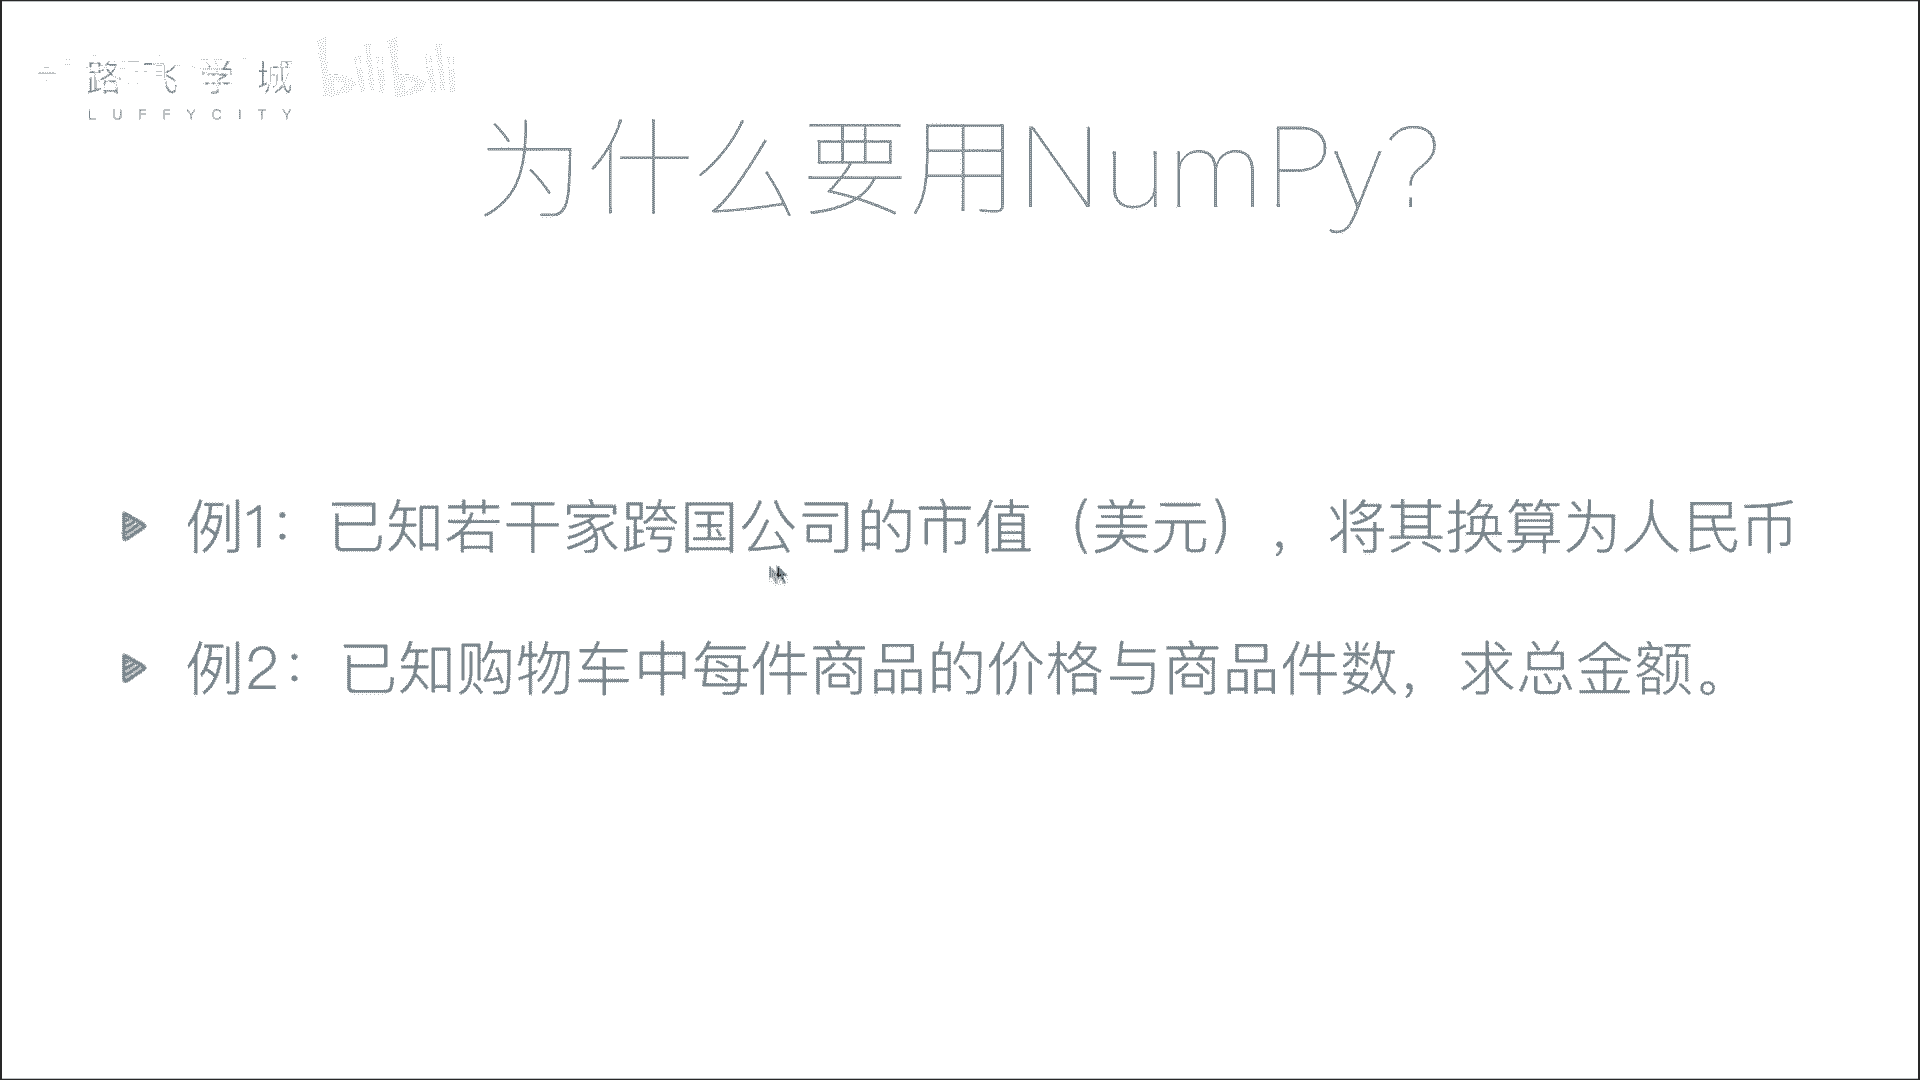 路飞学城 bilibili
LUFFYCITY
为什么要用NumPy?
例1：已知若干家跨国公司的市值（美元），将其换算为人民币
例2：已知购物车中每件商品的价格与商品件数，求总金额。